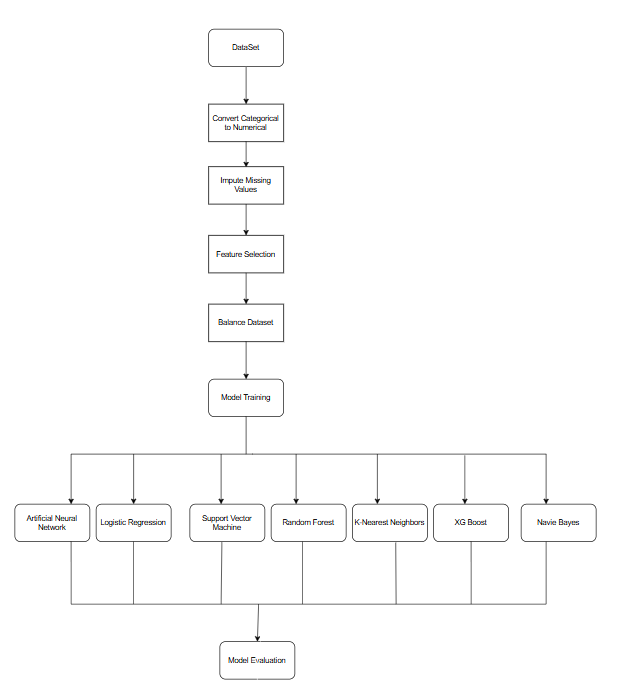 DataSet
Convert Categorical
to Numerical
Impute Missing
Values
Feature Selection
Balance Dataset
Model Training
Artificial Neural
Network
Logistic Regression
Support Vector
Machine
Random Forest
K-Nearest Neighbors
XG Boost
Navie Bayes
Model Evaluation